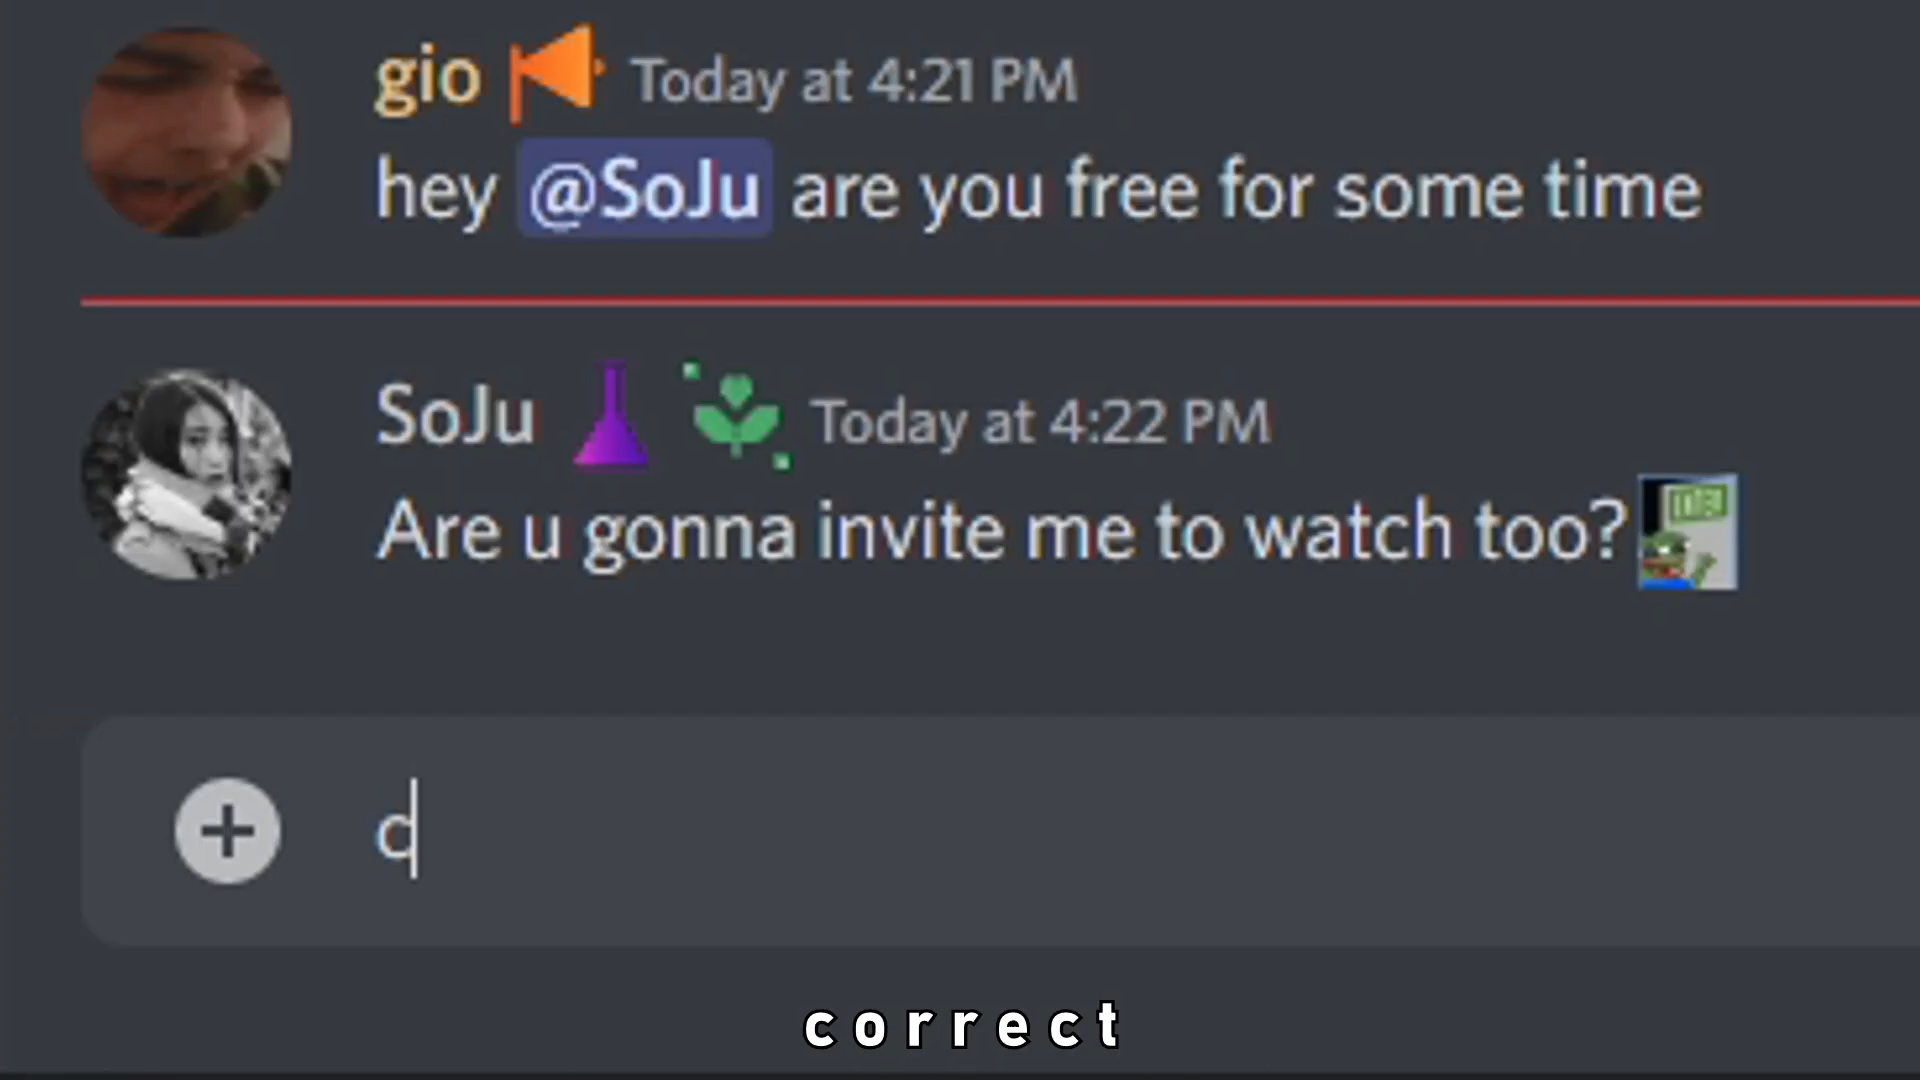 gio Today at 4:21 PM
hey @SoJu are you free for some time
SoJu Today at 4:22 PM
Are u gonna invite me to watch too?
c
correct